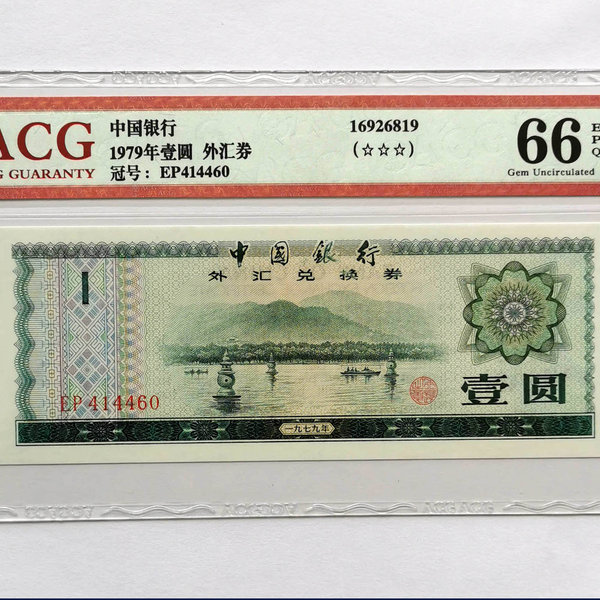 ACG
G GUARANTY
中国银行
1979年壹圆 外汇券
冠号: EP414460
16926819
(☆☆☆)
66
E
P
Q
Gem Uncirculated
中国银行
外汇兑换券
1
EP414460
壹圆
一九七九年